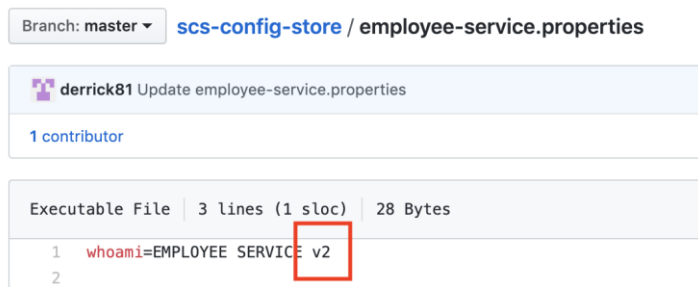 Branch: master scs-config-store / employee-service.properties
derrick81 Update employee-service.properties
1 contributor
Executable File 3 lines (1 sloc) 28 Bytes
1 whoami=EMPLOYEE SERVICE v2
2